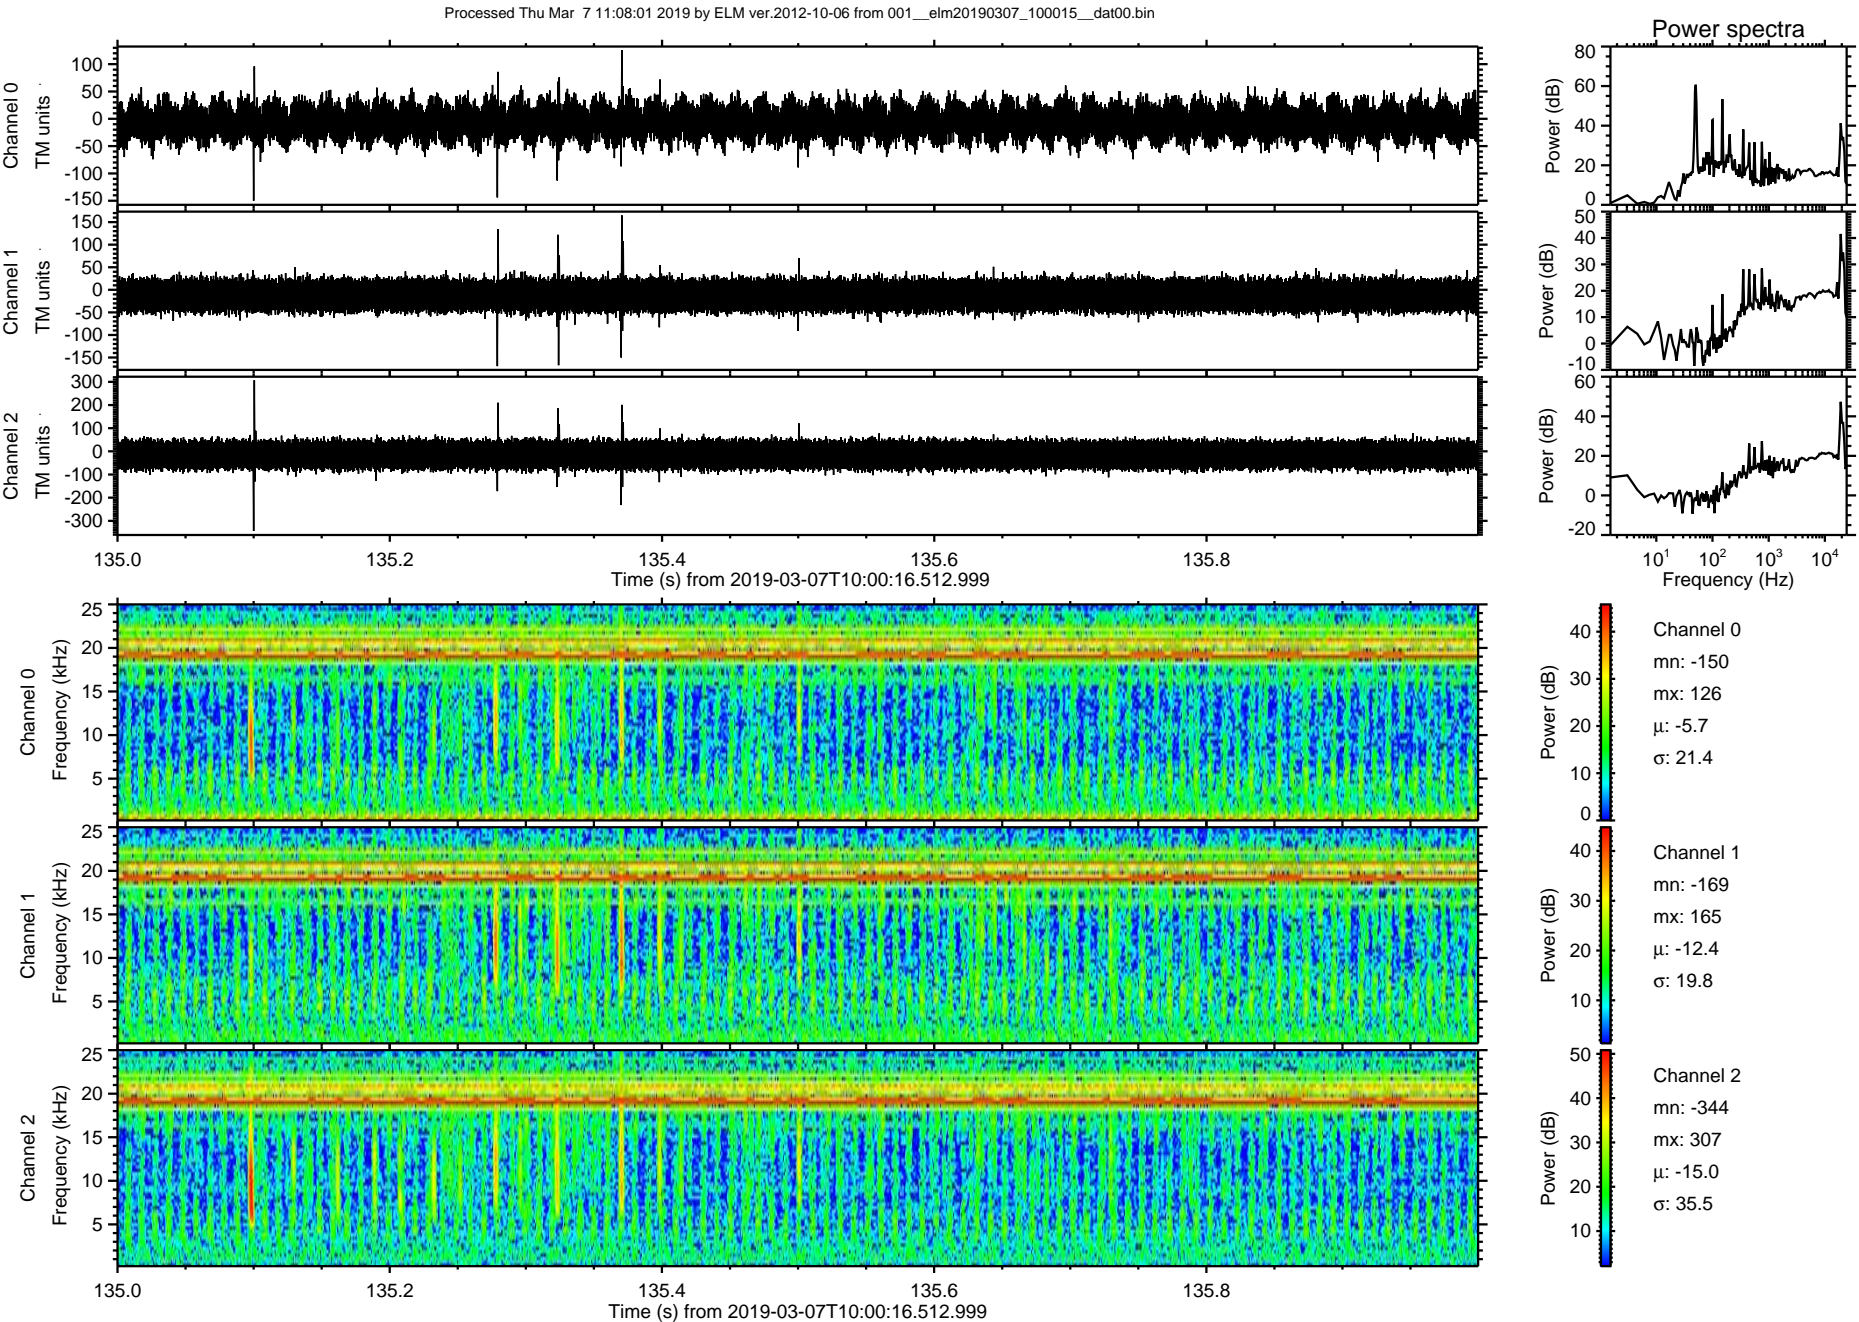 Processed Thu Mar  7 11:08:01 2019 by ELM ver.2012-10-06 from 001__elm20190307_100015__dat00.bin
Power spectra
Channel 0
TM units
100
50
0
-50
-100
-150
Power (dB)
80
60
40
20
0
Channel 1
TM units
150
100
50
0
-50
-100
-150
Power (dB)
50
40
30
20
10
0
-10
Channel 2
TM units
300
200
100
0
-100
-200
-300
Power (dB)
60
40
20
0
-20
135.0 135.2 135.4 135.6 135.8
Time (s) from 2019-03-07T10:00:16.512.999
10¹ 10² 10³ 10⁴
Frequency (Hz)
Channel 0
Frequency (kHz)
25
20
15
10
5
Power (dB)
40
30
20
10
0
Channel 0
mn: -150
mx: 126
μ: -5.7
σ: 21.4
Channel 1
Frequency (kHz)
25
20
15
10
5
Power (dB)
40
30
20
10
Channel 1
mn: -169
mx: 165
μ: -12.4
σ: 19.8
Channel 2
Frequency (kHz)
25
20
15
10
5
Power (dB)
50
40
30
20
10
Channel 2
mn: -344
mx: 307
μ: -15.0
σ: 35.5
135.0 135.2 135.4 135.6 135.8
Time (s) from 2019-03-07T10:00:16.512.999